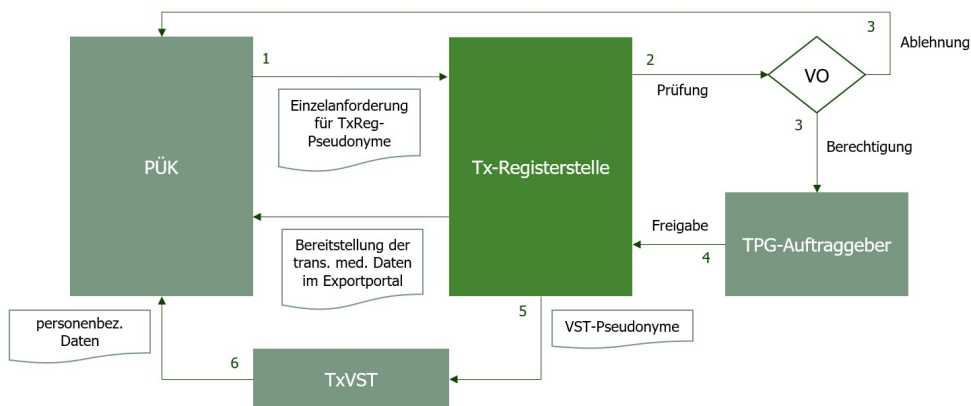 3
Ablehnung
1
2
Prüfung
VO
Einzelanforderung
für TxReg-
Pseudonyme
3
Berechtigung
PÜK
Tx-Registerstelle
Freigabe
4
TPG-Auftraggeber
Bereitstellung der
trans. med. Daten
im Exportportal
5
VST-Pseudonyme
personenbez.
Daten
6
TxVST